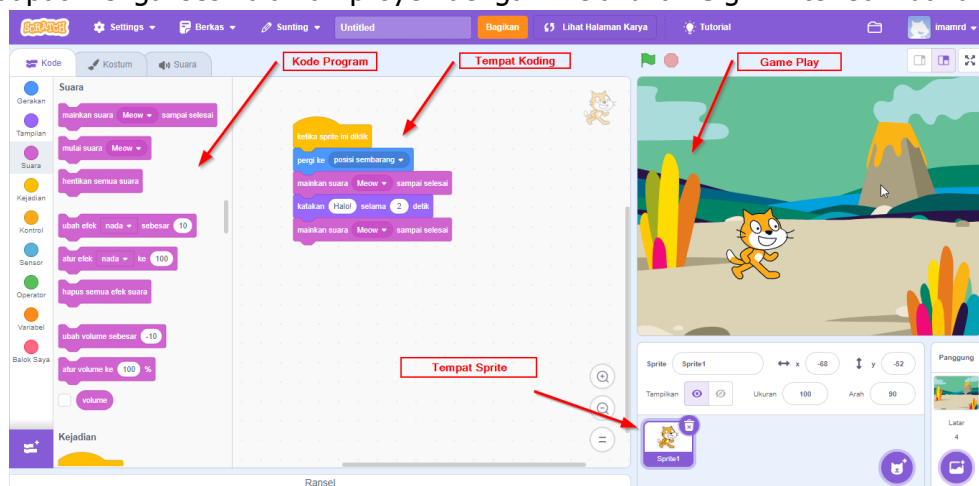 SCRATCH Settings Berkas Sunting Untitled Bagikan Lihat Halaman Karya Tutorial imamrd
Kode Kostum Suara
Kode Program
Tempat Koding
Game Play
Gerakan
Tampilan
Suara
Kejadian
Kontrol
Sensor
Operator
Variabel
Balok Saya
Suara
mainkan suara Meow sampai selesai
mulai suara Meow
hentikan semua suara
ubah efek nada sebesar 10
atur efek nada ke 100
hapus semua efek suara
ubah volume sebesar -10
atur volume ke 100 %
volume
Kejadian
ketika sprite ini diklik
pergi ke posisi sembarang
mainkan suara Meow sampai selesai
katakan Halo! selama 2 detik
mainkan suara Meow sampai selesai
Tempat Sprite
Ransel
Sprite Sprite1 x -68 y -52
Tampilkan Ukuran 100 Arah 90
Sprite1
Panggung
Latar
4